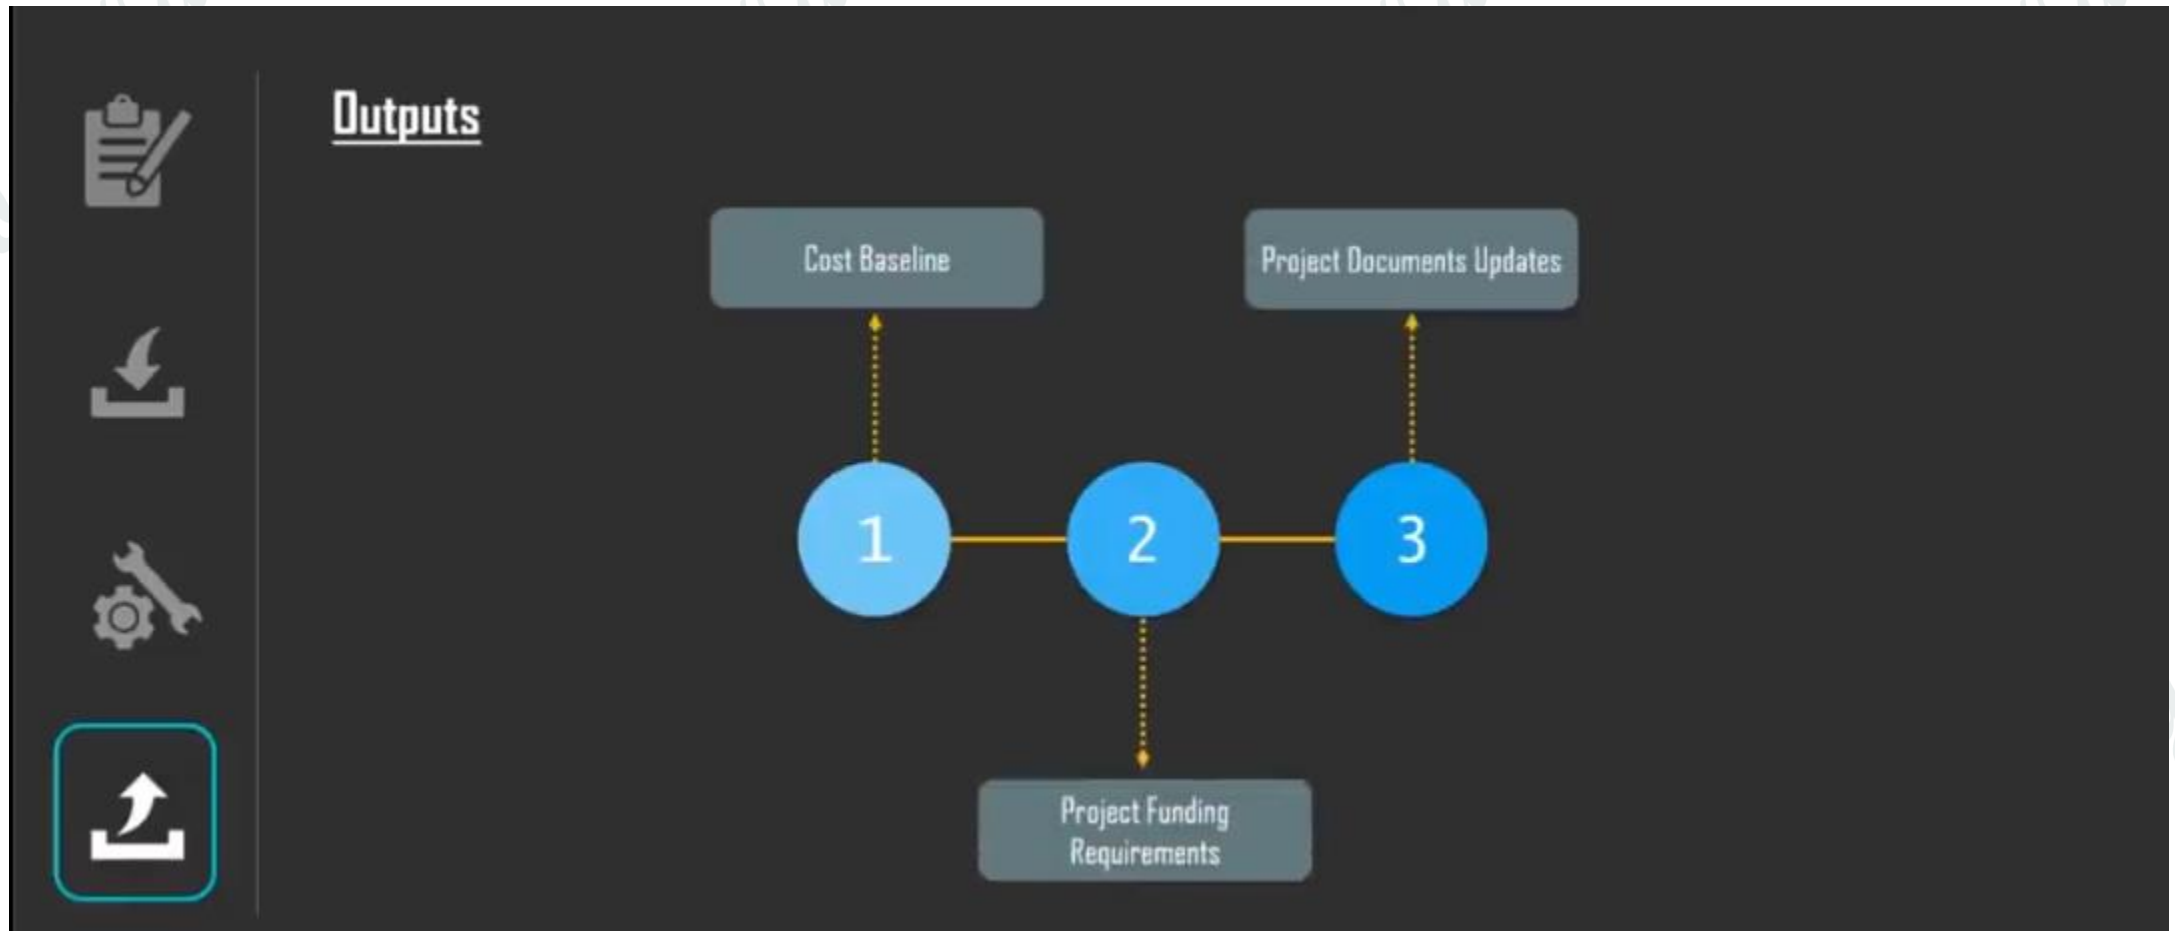 Outputs
Cost Baseline
Project Documents Updates
1
2
3
Project Funding
Requirements